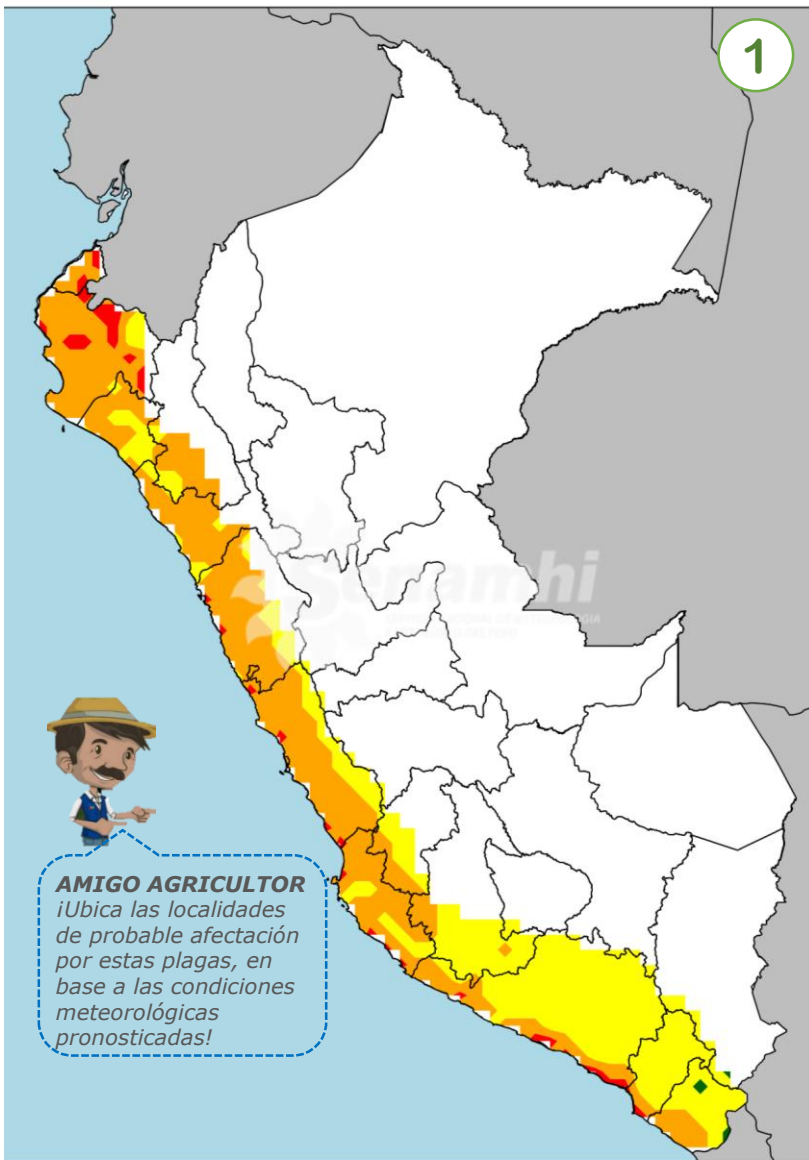 1
Senamhi
AMIGO AGRICULTOR
¡Ubica las localidades
de probable afectación
por estas plagas, en
base a las condiciones
meteorológicas
pronosticadas!